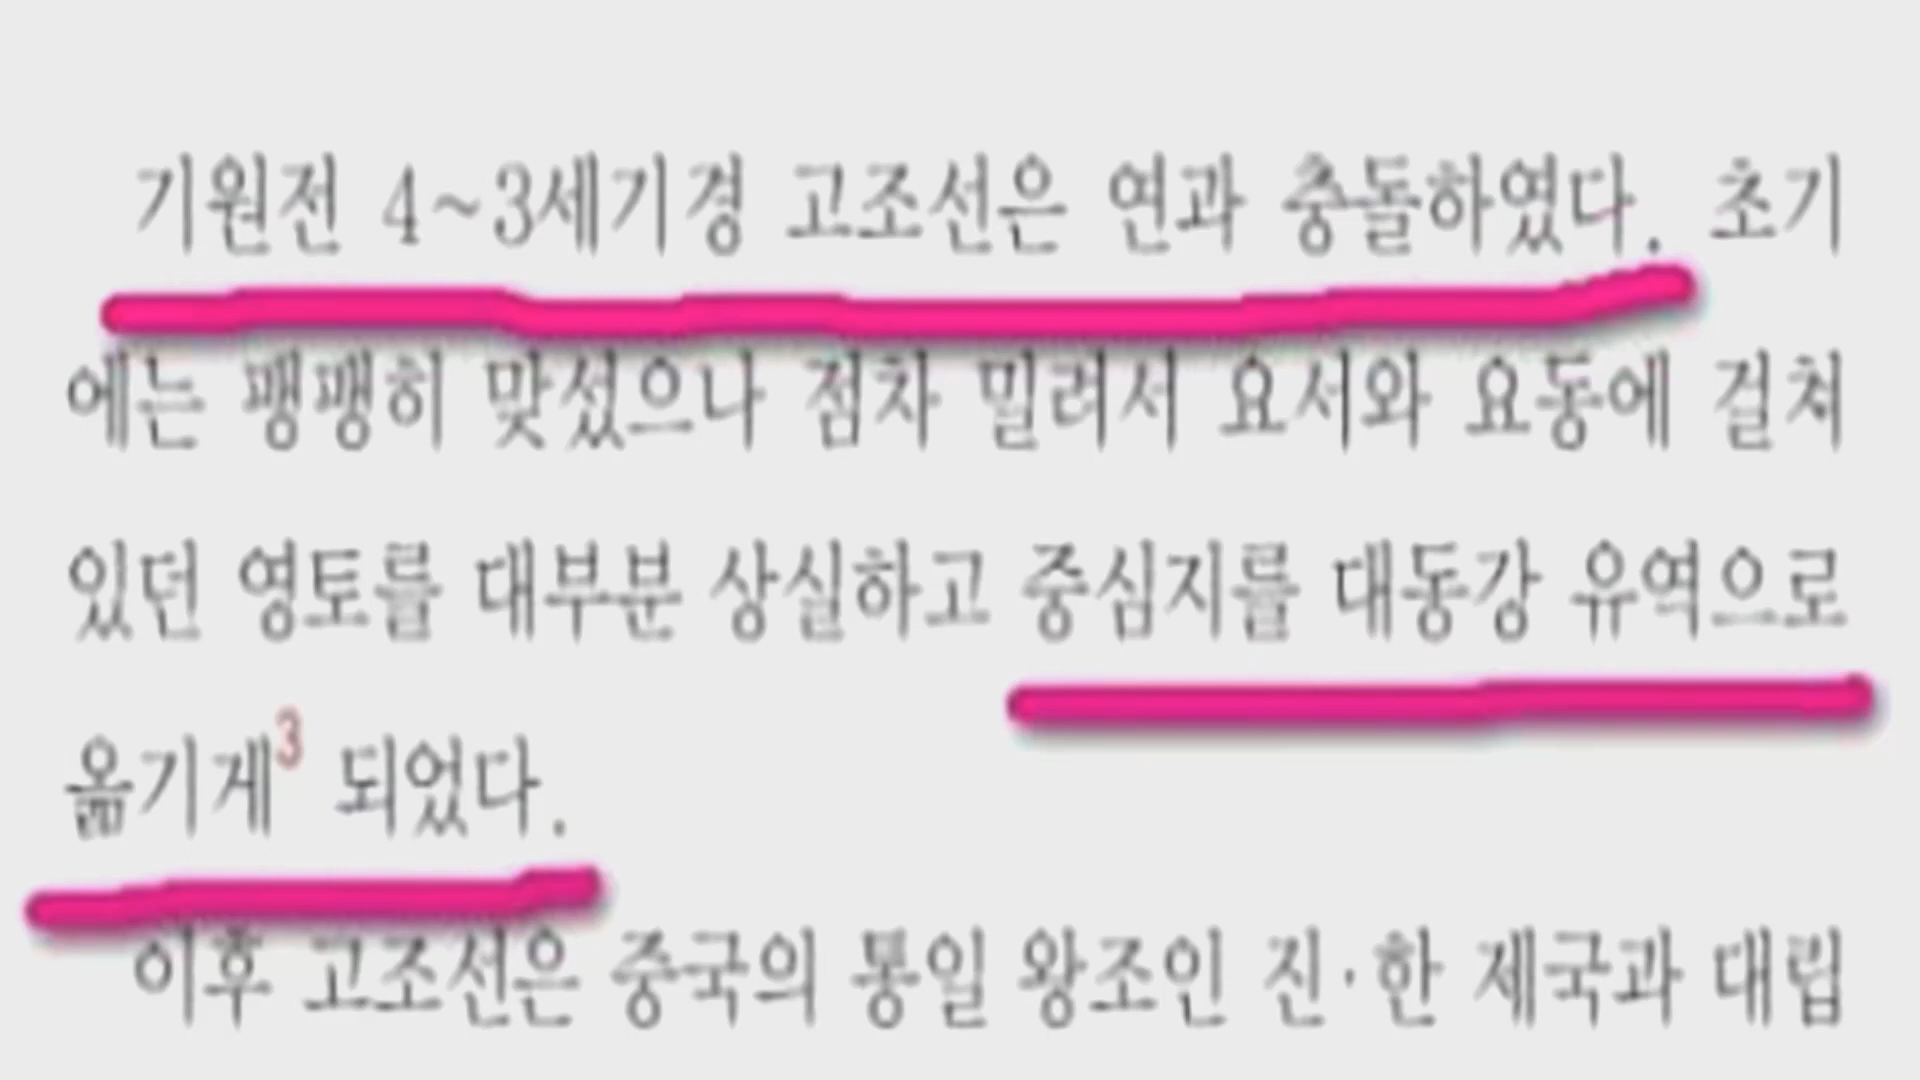 기원전 4~3세기경 고조선은 연과 충돌하였다. 초기
에는 팽팽히 맞섰으나 점차 밀려서 요서와 요동에 걸쳐
있던 영토를 대부분 상실하고 중심지를 대동강 유역으로
옮기게3 되었다.
이후 고조선은 중국의 통일 왕조인 진·한 제국과 대립